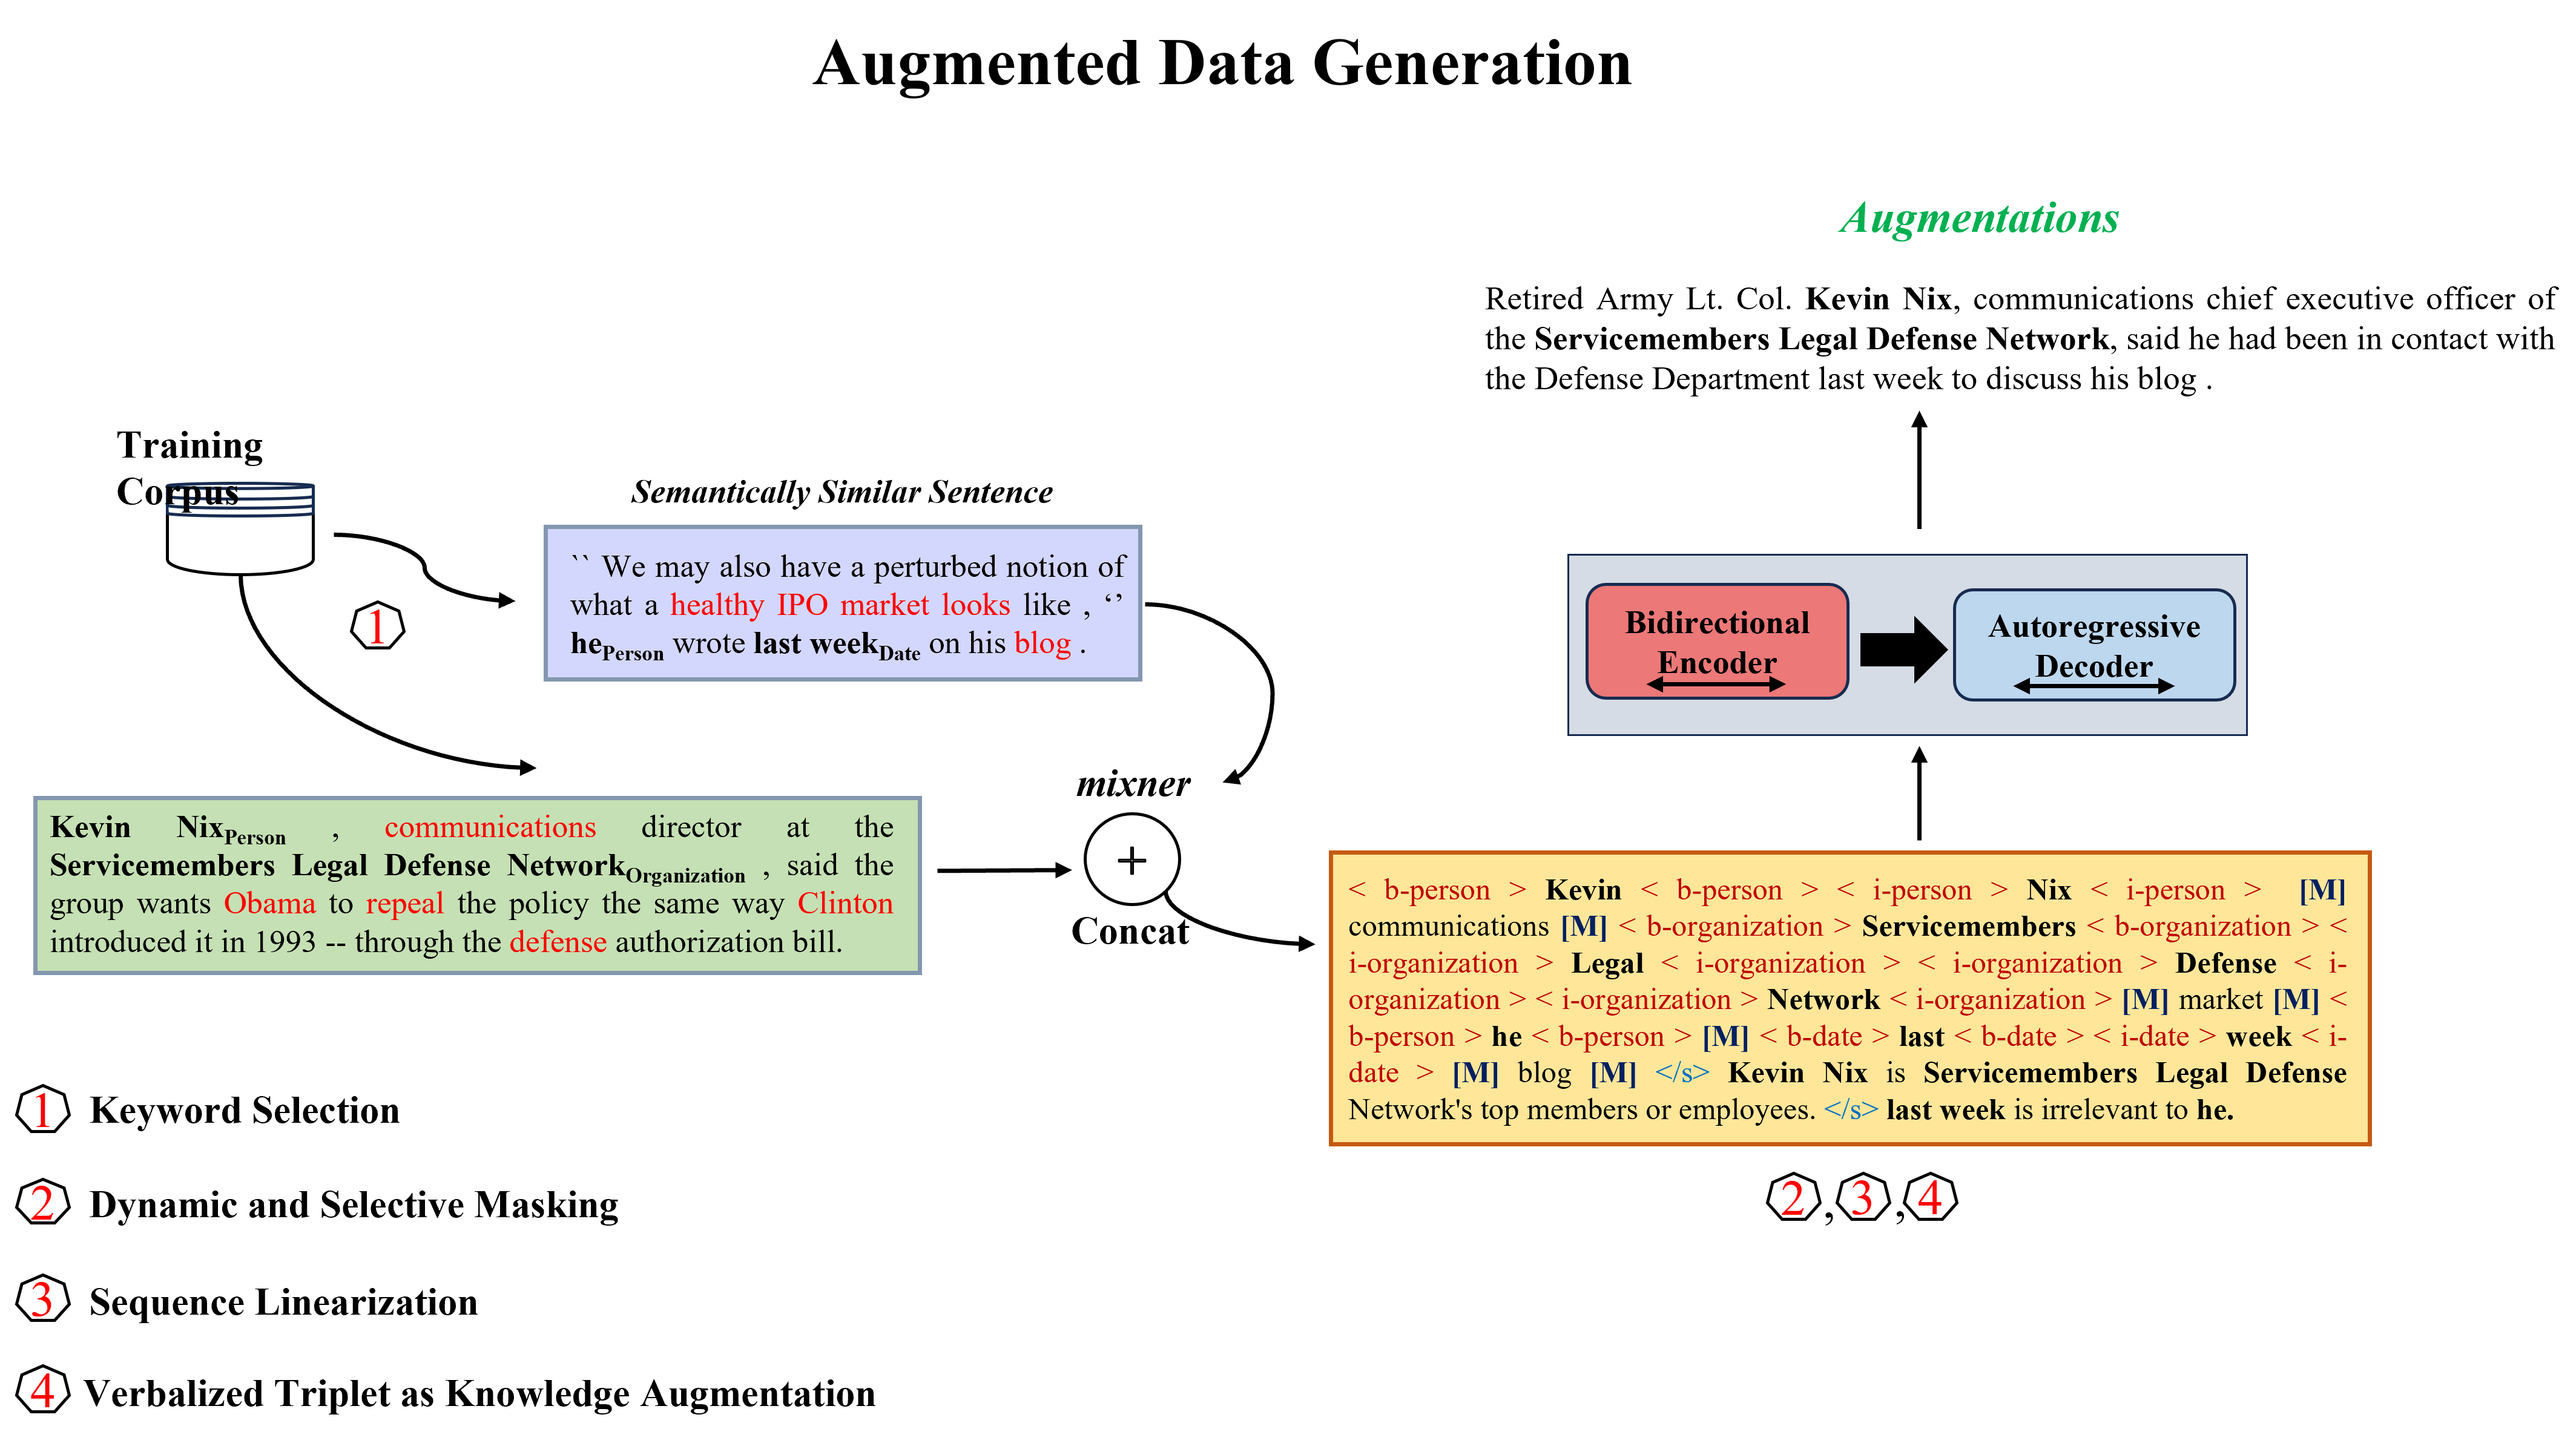 Augmented Data Generation
Augmentations
Retired Army Lt. Col. Kevin Nix, communications chief executive officer of
the Servicemembers Legal Defense Network, said he had been in contact with
the Defense Department last week to discuss his blog .
Training
Corpus
Semantically Similar Sentence
`` We may also have a perturbed notion of
what a healthy IPO market looks like , ‘’
hePerson wrote last weekDate on his blog .
1
Bidirectional
Encoder
Autoregressive
Decoder
mixner
+
Concat
Kevin NixPerson , communications director at the
Servicemembers Legal Defense NetworkOrganization , said the
group wants Obama to repeal the policy the same way Clinton
introduced it in 1993 -- through the defense authorization bill.
< b-person > Kevin < b-person > < i-person > Nix < i-person > [M]
communications [M] < b-organization > Servicemembers < b-organization > <
i-organization > Legal < i-organization > < i-organization > Defense < i-
organization > < i-organization > Network < i-organization > [M] market [M] <
b-person > he < b-person > [M] < b-date > last < b-date > < i-date > week < i-
date > [M] blog [M] </s> Kevin Nix is Servicemembers Legal Defense
Network's top members or employees. </s> last week is irrelevant to he.
2,3,4
1 Keyword Selection
2 Dynamic and Selective Masking
3 Sequence Linearization
4 Verbalized Triplet as Knowledge Augmentation